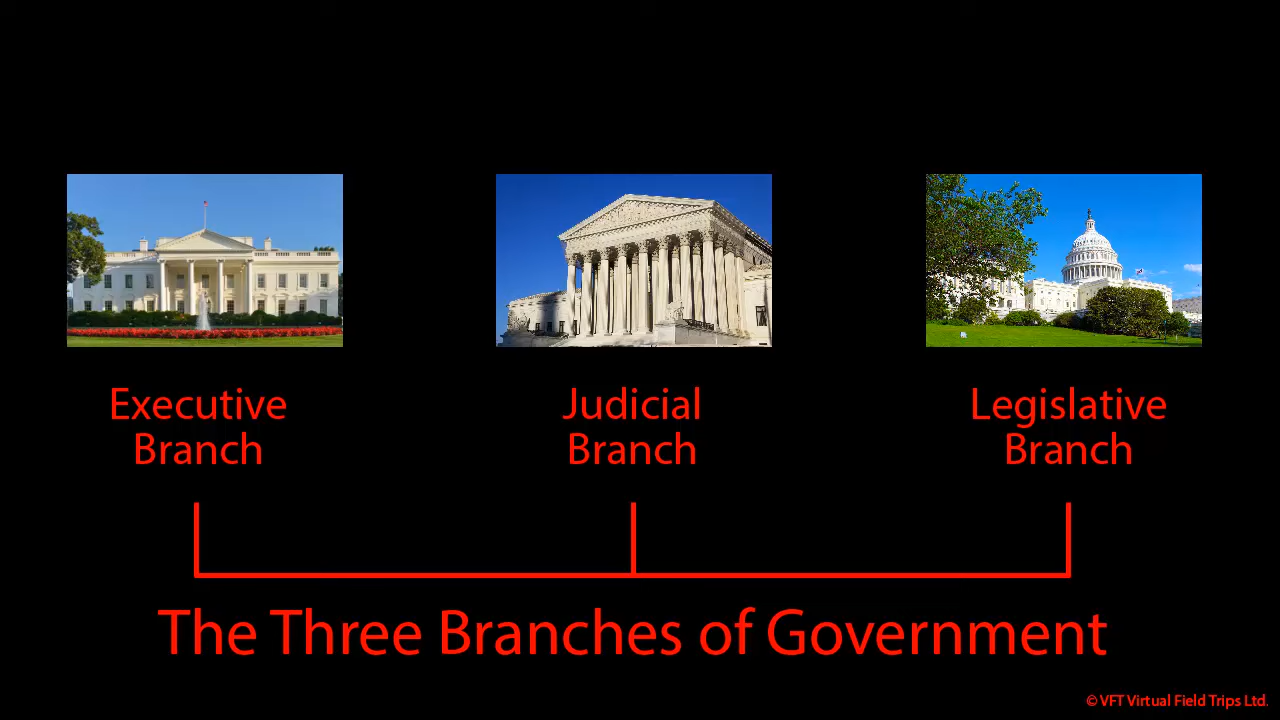 Executive
Branch
Judicial
Branch
Legislative
Branch
The Three Branches of Government
© VFT Virtual Field Trips Ltd.